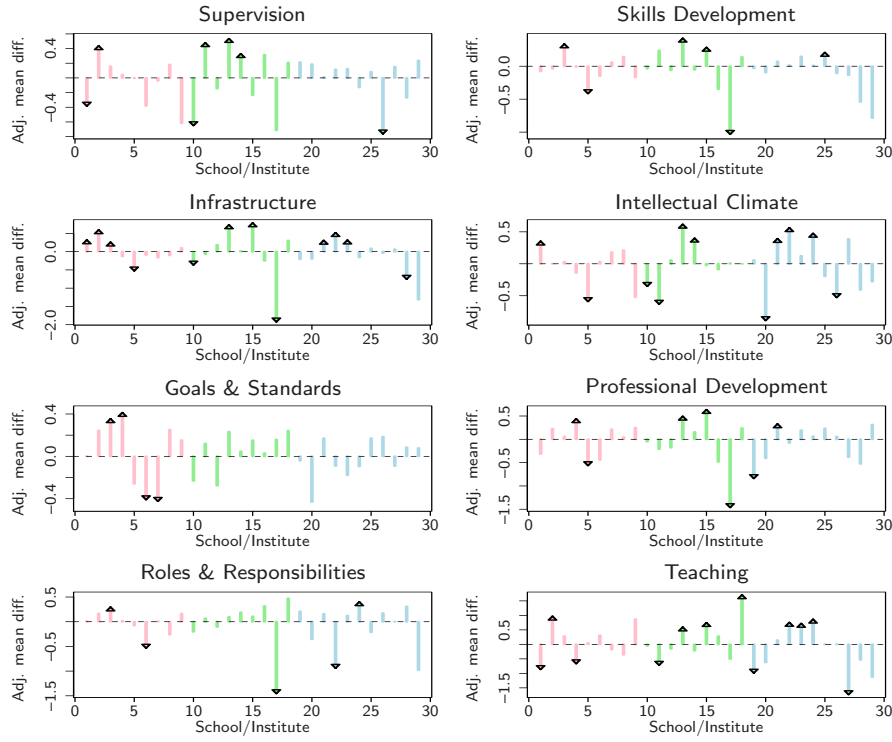 Supervision
Adj. mean diff.
0.4
−0.4
0 5 10 15 20 25 30
School/Institute
Skills Development
Adj. mean diff.
0.0
−0.5
0 5 10 15 20 25 30
School/Institute
Infrastructure
Adj. mean diff.
0.0
−2.0
0 5 10 15 20 25 30
School/Institute
Intellectual Climate
Adj. mean diff.
0.5
−0.5
0 5 10 15 20 25 30
School/Institute
Goals & Standards
Adj. mean diff.
0.4
0.0
−0.4
0 5 10 15 20 25 30
School/Institute
Professional Development
Adj. mean diff.
0.5
−0.5
−1.5
0 5 10 15 20 25 30
School/Institute
Roles & Responsibilities
Adj. mean diff.
0.5
−0.5
−1.5
0 5 10 15 20 25 30
School/Institute
Teaching
Adj. mean diff.
0.5
−0.5
−1.5
0 5 10 15 20 25 30
School/Institute